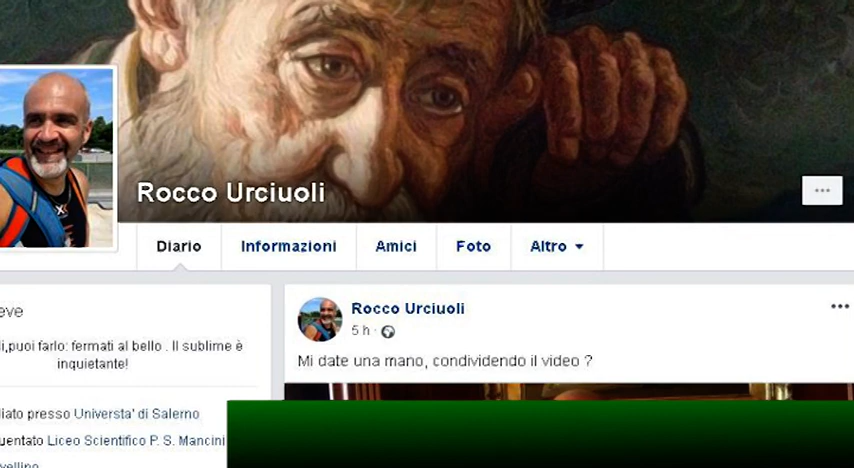 Rocco Urciuoli
Diario Informazioni Amici Foto Altro
Rocco Urciuoli
5 h
Mi date una mano, condividendo il video ?
eve
i,puoi farlo: fermati al bello . Il sublime è
inquietante!
iato presso Universta' di Salerno
uentato Liceo Scientifico P. S. Mancini
vellino